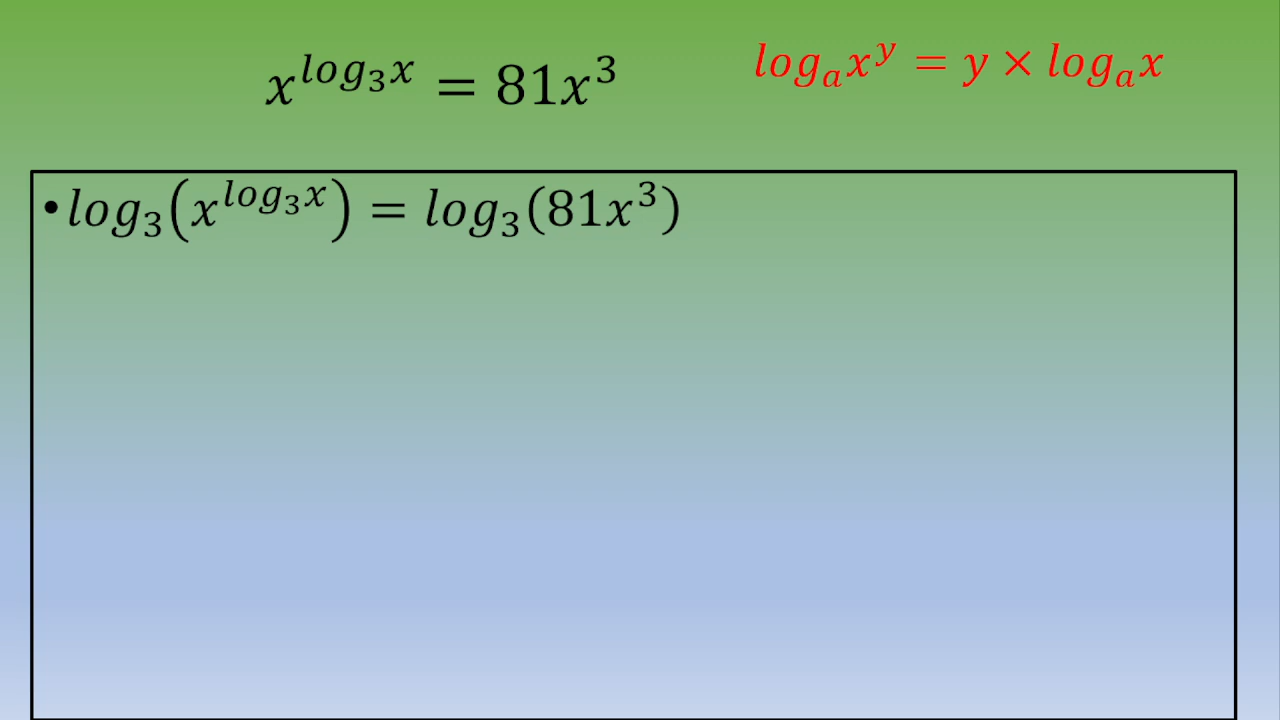 x^{log_3 x} = 81x^3
log_a x^y = y × log_a x
•log_3(x^{log_3 x}) = log_3(81x^3)